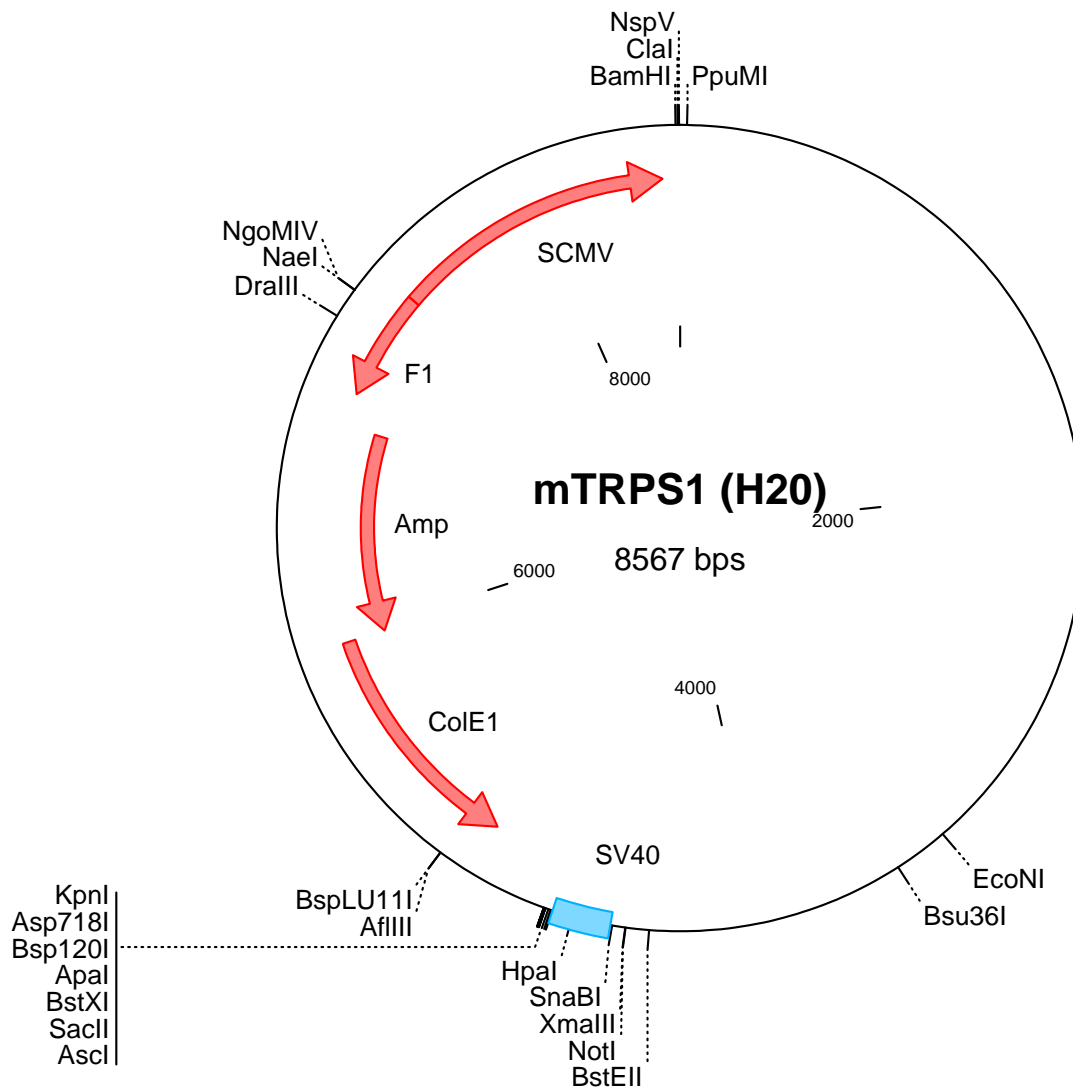 NspV
ClaI
BamHI
PpuMI
NgoMIV
NaeI
DraIII
SCMV
F1
8000
mTRPS1 (H20)
2000
Amp
8567 bps
6000
4000
ColE1
SV40
EcoNI
Bsu36I
BspLU11I
AflIII
KpnI
Asp718I
Bsp120I
ApaI
BstXI
SacII
AscI
HpaI
SnaBI
XmaIII
NotI
BstEII